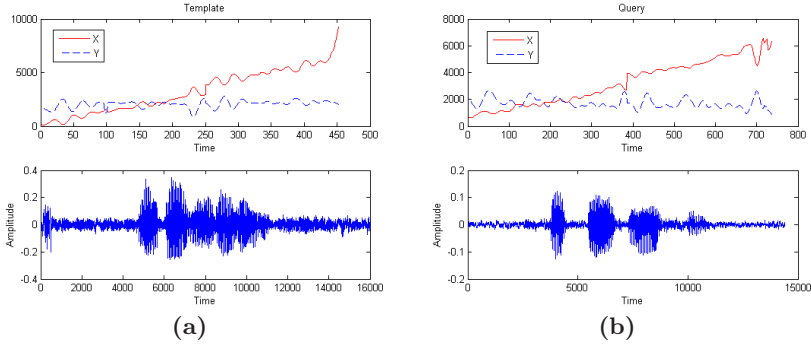 Template
10000
5000
0
X
Y
0 50 100 150 200 250 300 350 400 450 500
Time
0.4
0.2
0
-0.2
-0.4
Amplitude
0 2000 4000 6000 8000 10000 12000 14000 16000
Time
(a)
Query
8000
6000
4000
2000
0
X
Y
0 100 200 300 400 500 600 700 800
Time
0.2
0.1
0
-0.1
-0.2
Amplitude
5000 10000 15000
Time
(b)